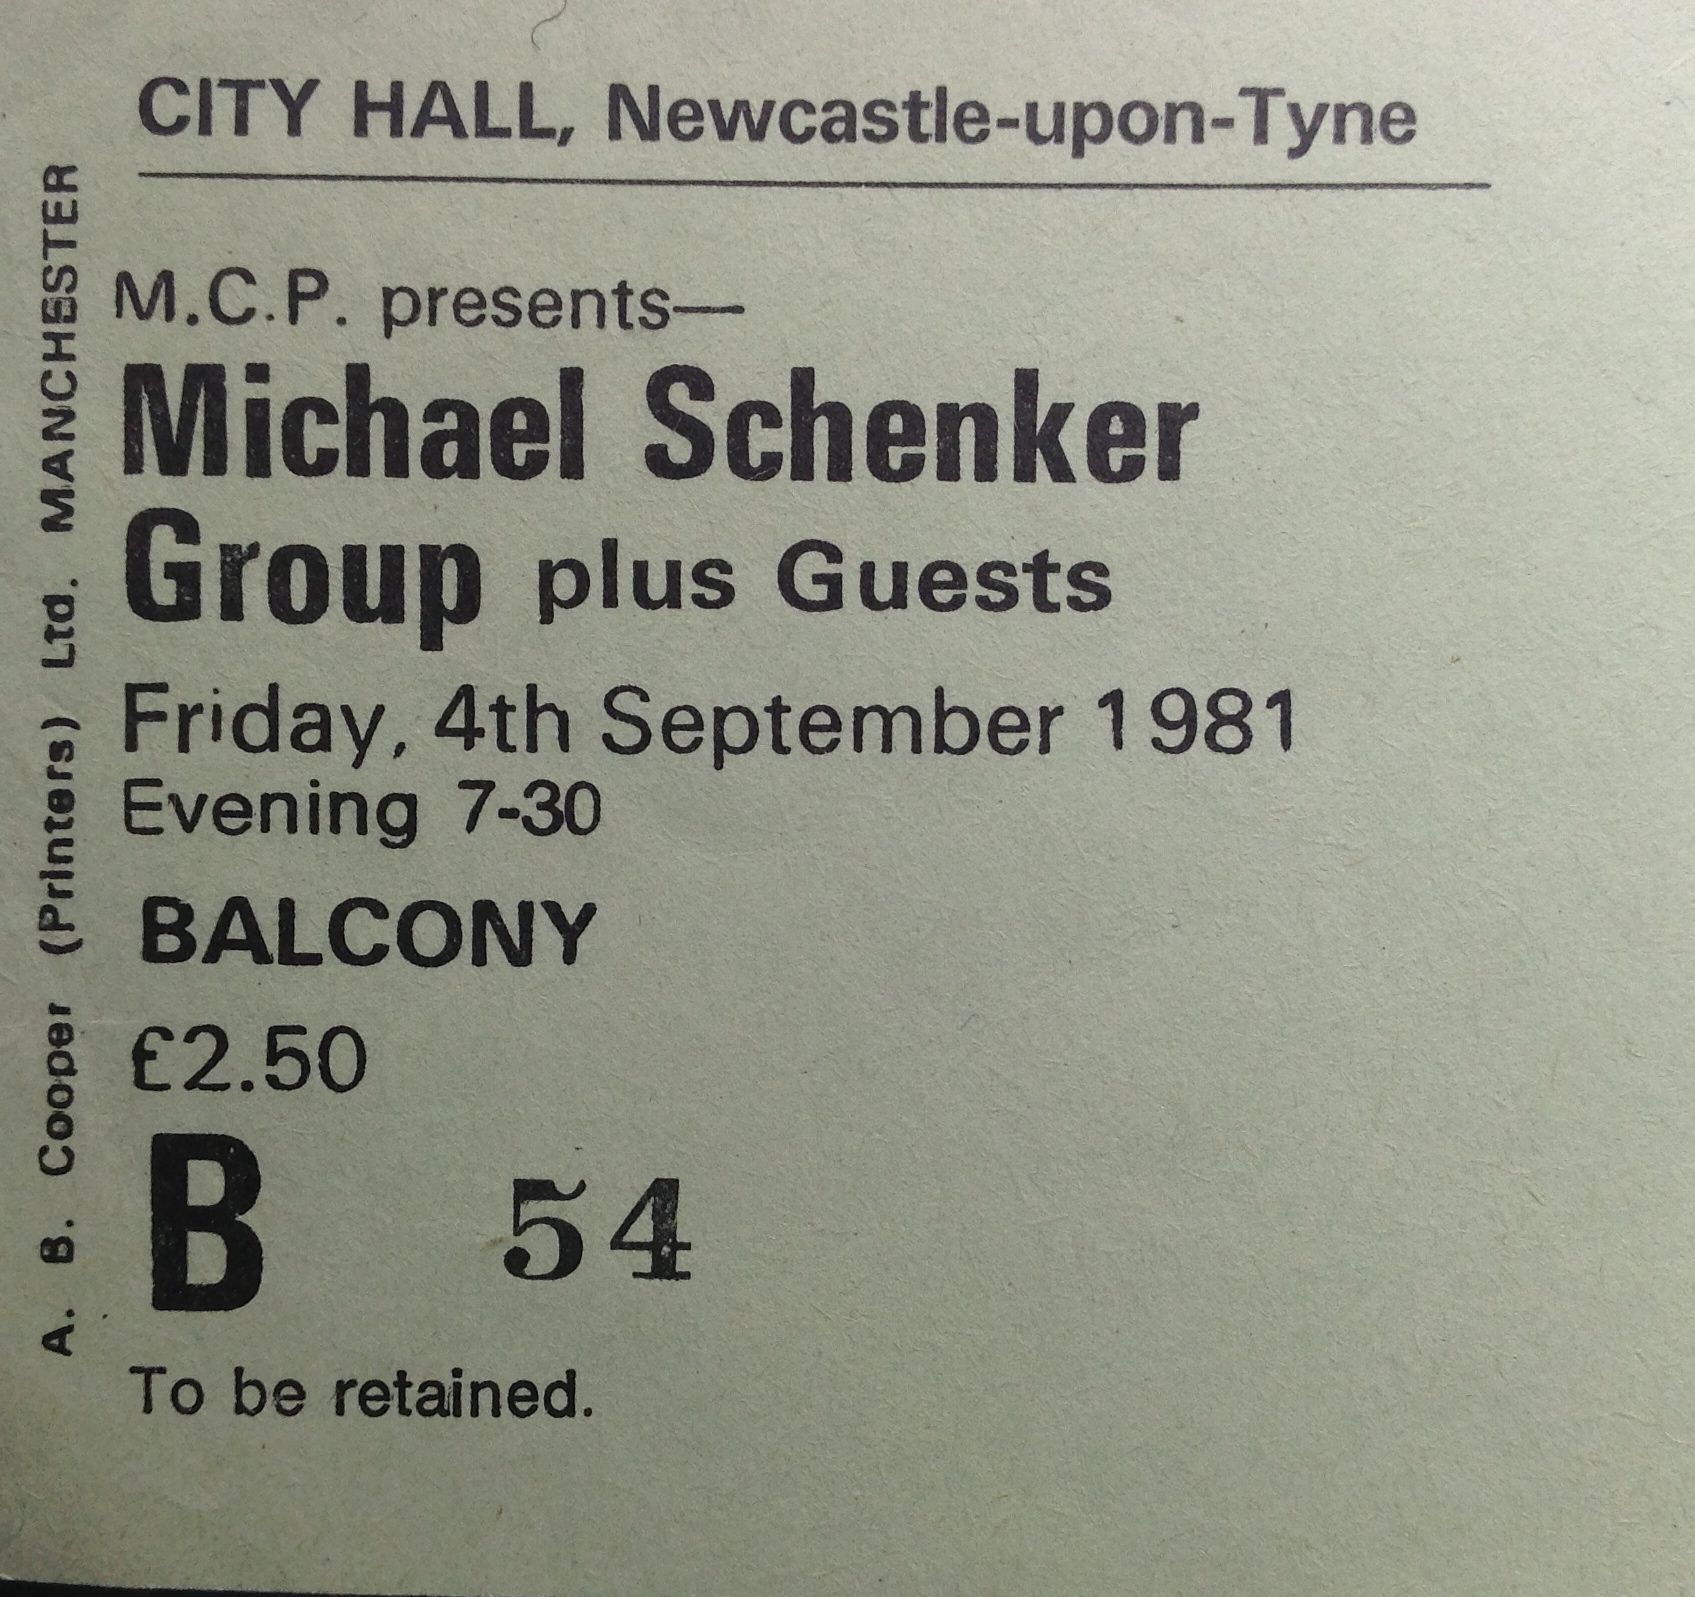 CITY HALL, Newcastle-upon-Tyne
M.C.P. presents—
Michael Schenker
Group plus Guests
Friday, 4th September 1981
Evening 7-30
BALCONY
£2.50
B 54
To be retained.
A. B. Cooper (Printers) Ltd. MANCHESTER